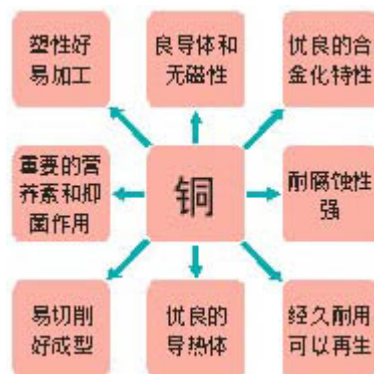 塑性好
易加工
良导体和
无磁性
优良的合
金化特性
重要的营
养素和抑
菌作用
铜
耐腐蚀性
强
易切削
好成型
优良的
导热体
经久耐用
可以再生